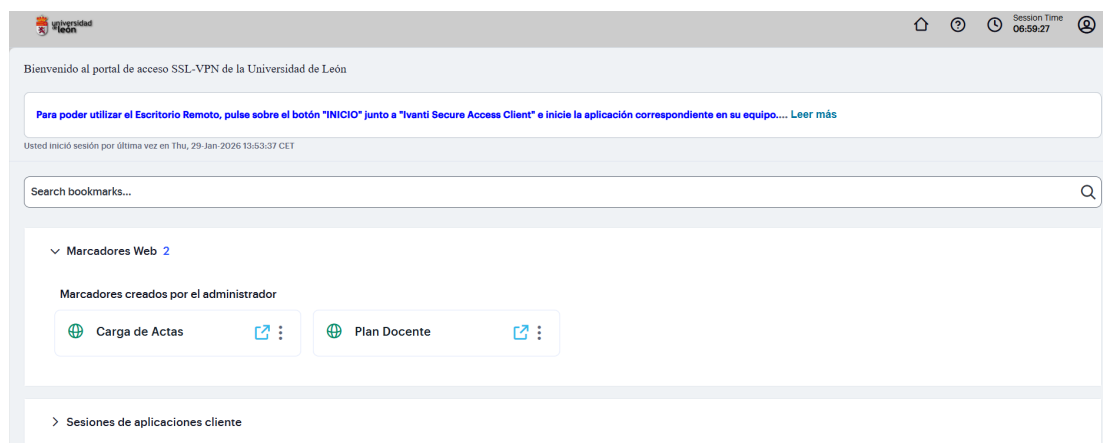 universidad
de león
Session Time
06:59:27
Bienvenido al portal de acceso SSL-VPN de la Universidad de León
Para poder utilizar el Escritorio Remoto, pulse sobre el botón "INICIO" junto a "Ivanti Secure Access Client" e inicie la aplicación correspondiente en su equipo.... Leer más
Usted inició sesión por última vez en Thu, 29-Jan-2026 13:53:37 CET
Search bookmarks...
Marcadores Web 2
Marcadores creados por el administrador
Carga de Actas
Plan Docente
Sesiones de aplicaciones cliente